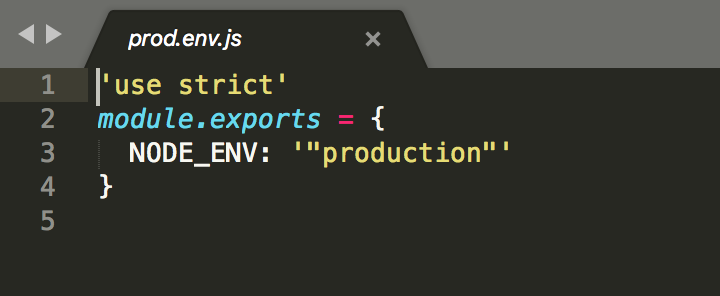 prod.env.js
1 'use strict'
2 module.exports = {
3   NODE_ENV: '"production"'
4 }
5